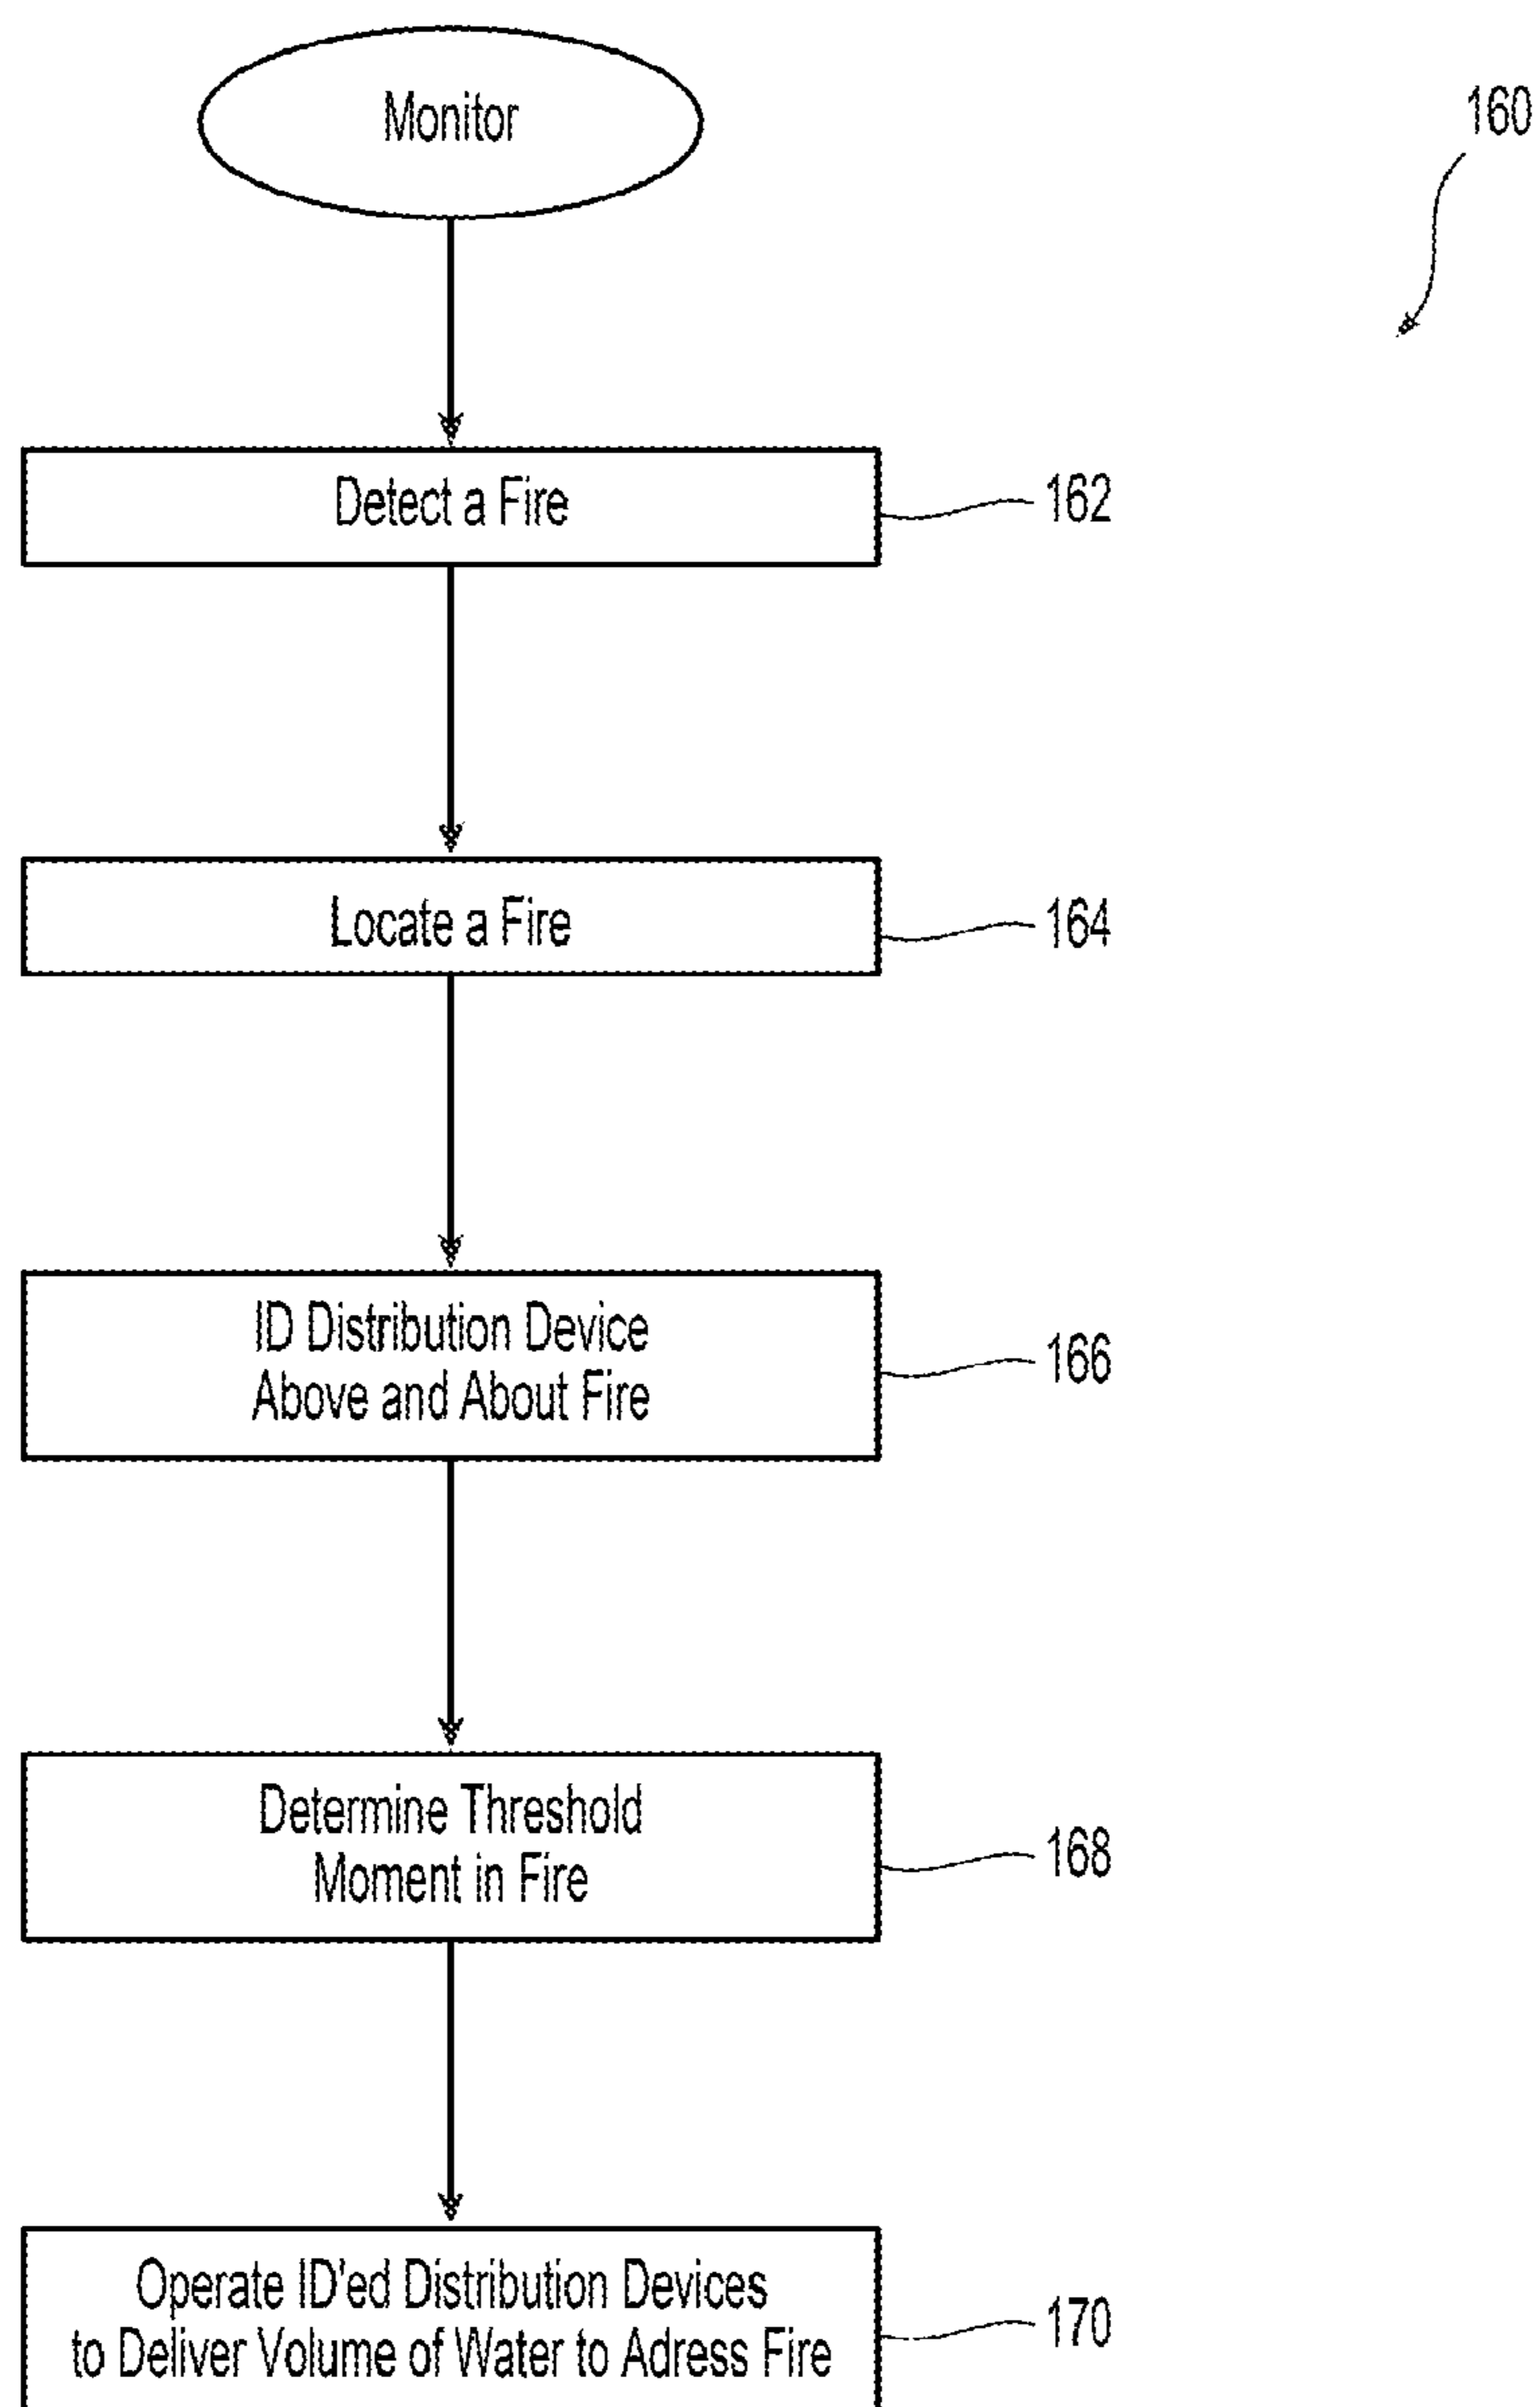 Monitor
160
Detect a Fire
162
Locate a Fire
164
ID Distribution Device
Above and About Fire
166
Determine Threshold
Moment in Fire
168
Operate ID'ed Distribution Devices
to Deliver Volume of Water to Adress Fire
170